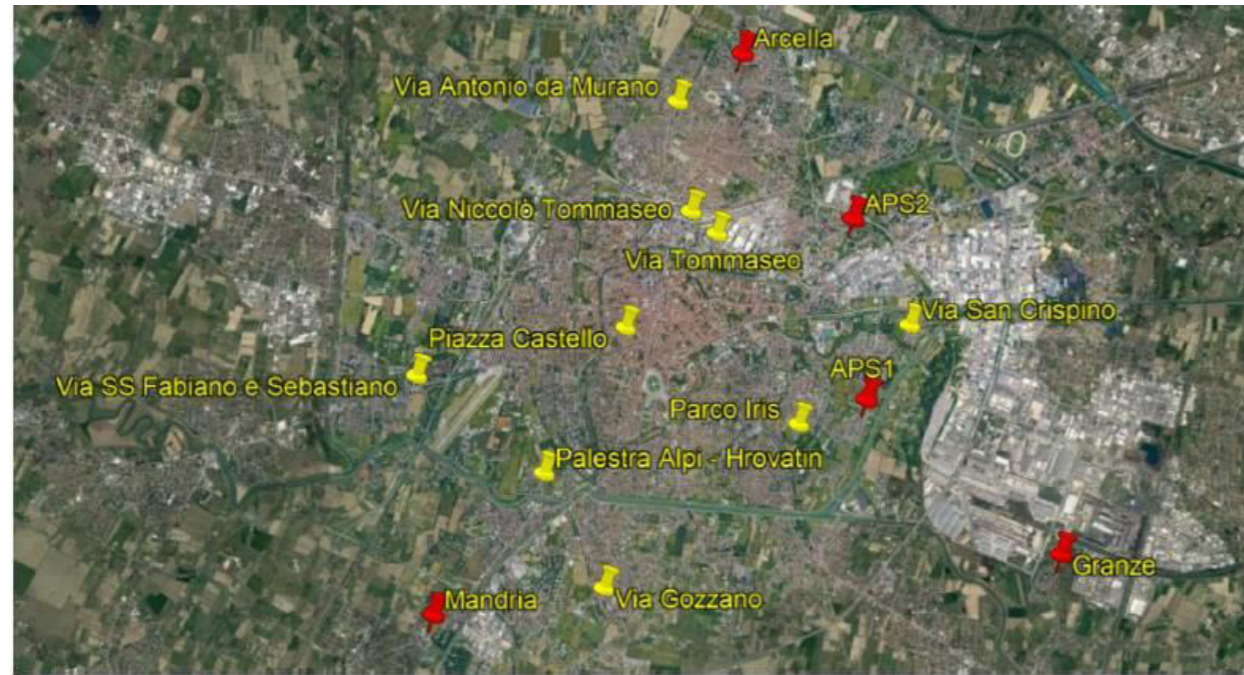 Arcella
Via Antonio da Murano
Via Niccolò Tommaseo
APS2
Via Tommaseo
Via San Crispino
Piazza Castello
APS1
Via SS Fabiano e Sebastiano
Parco Iris
Palestra Alpi - Hrovatin
Granze
Mandria
Via Gozzano